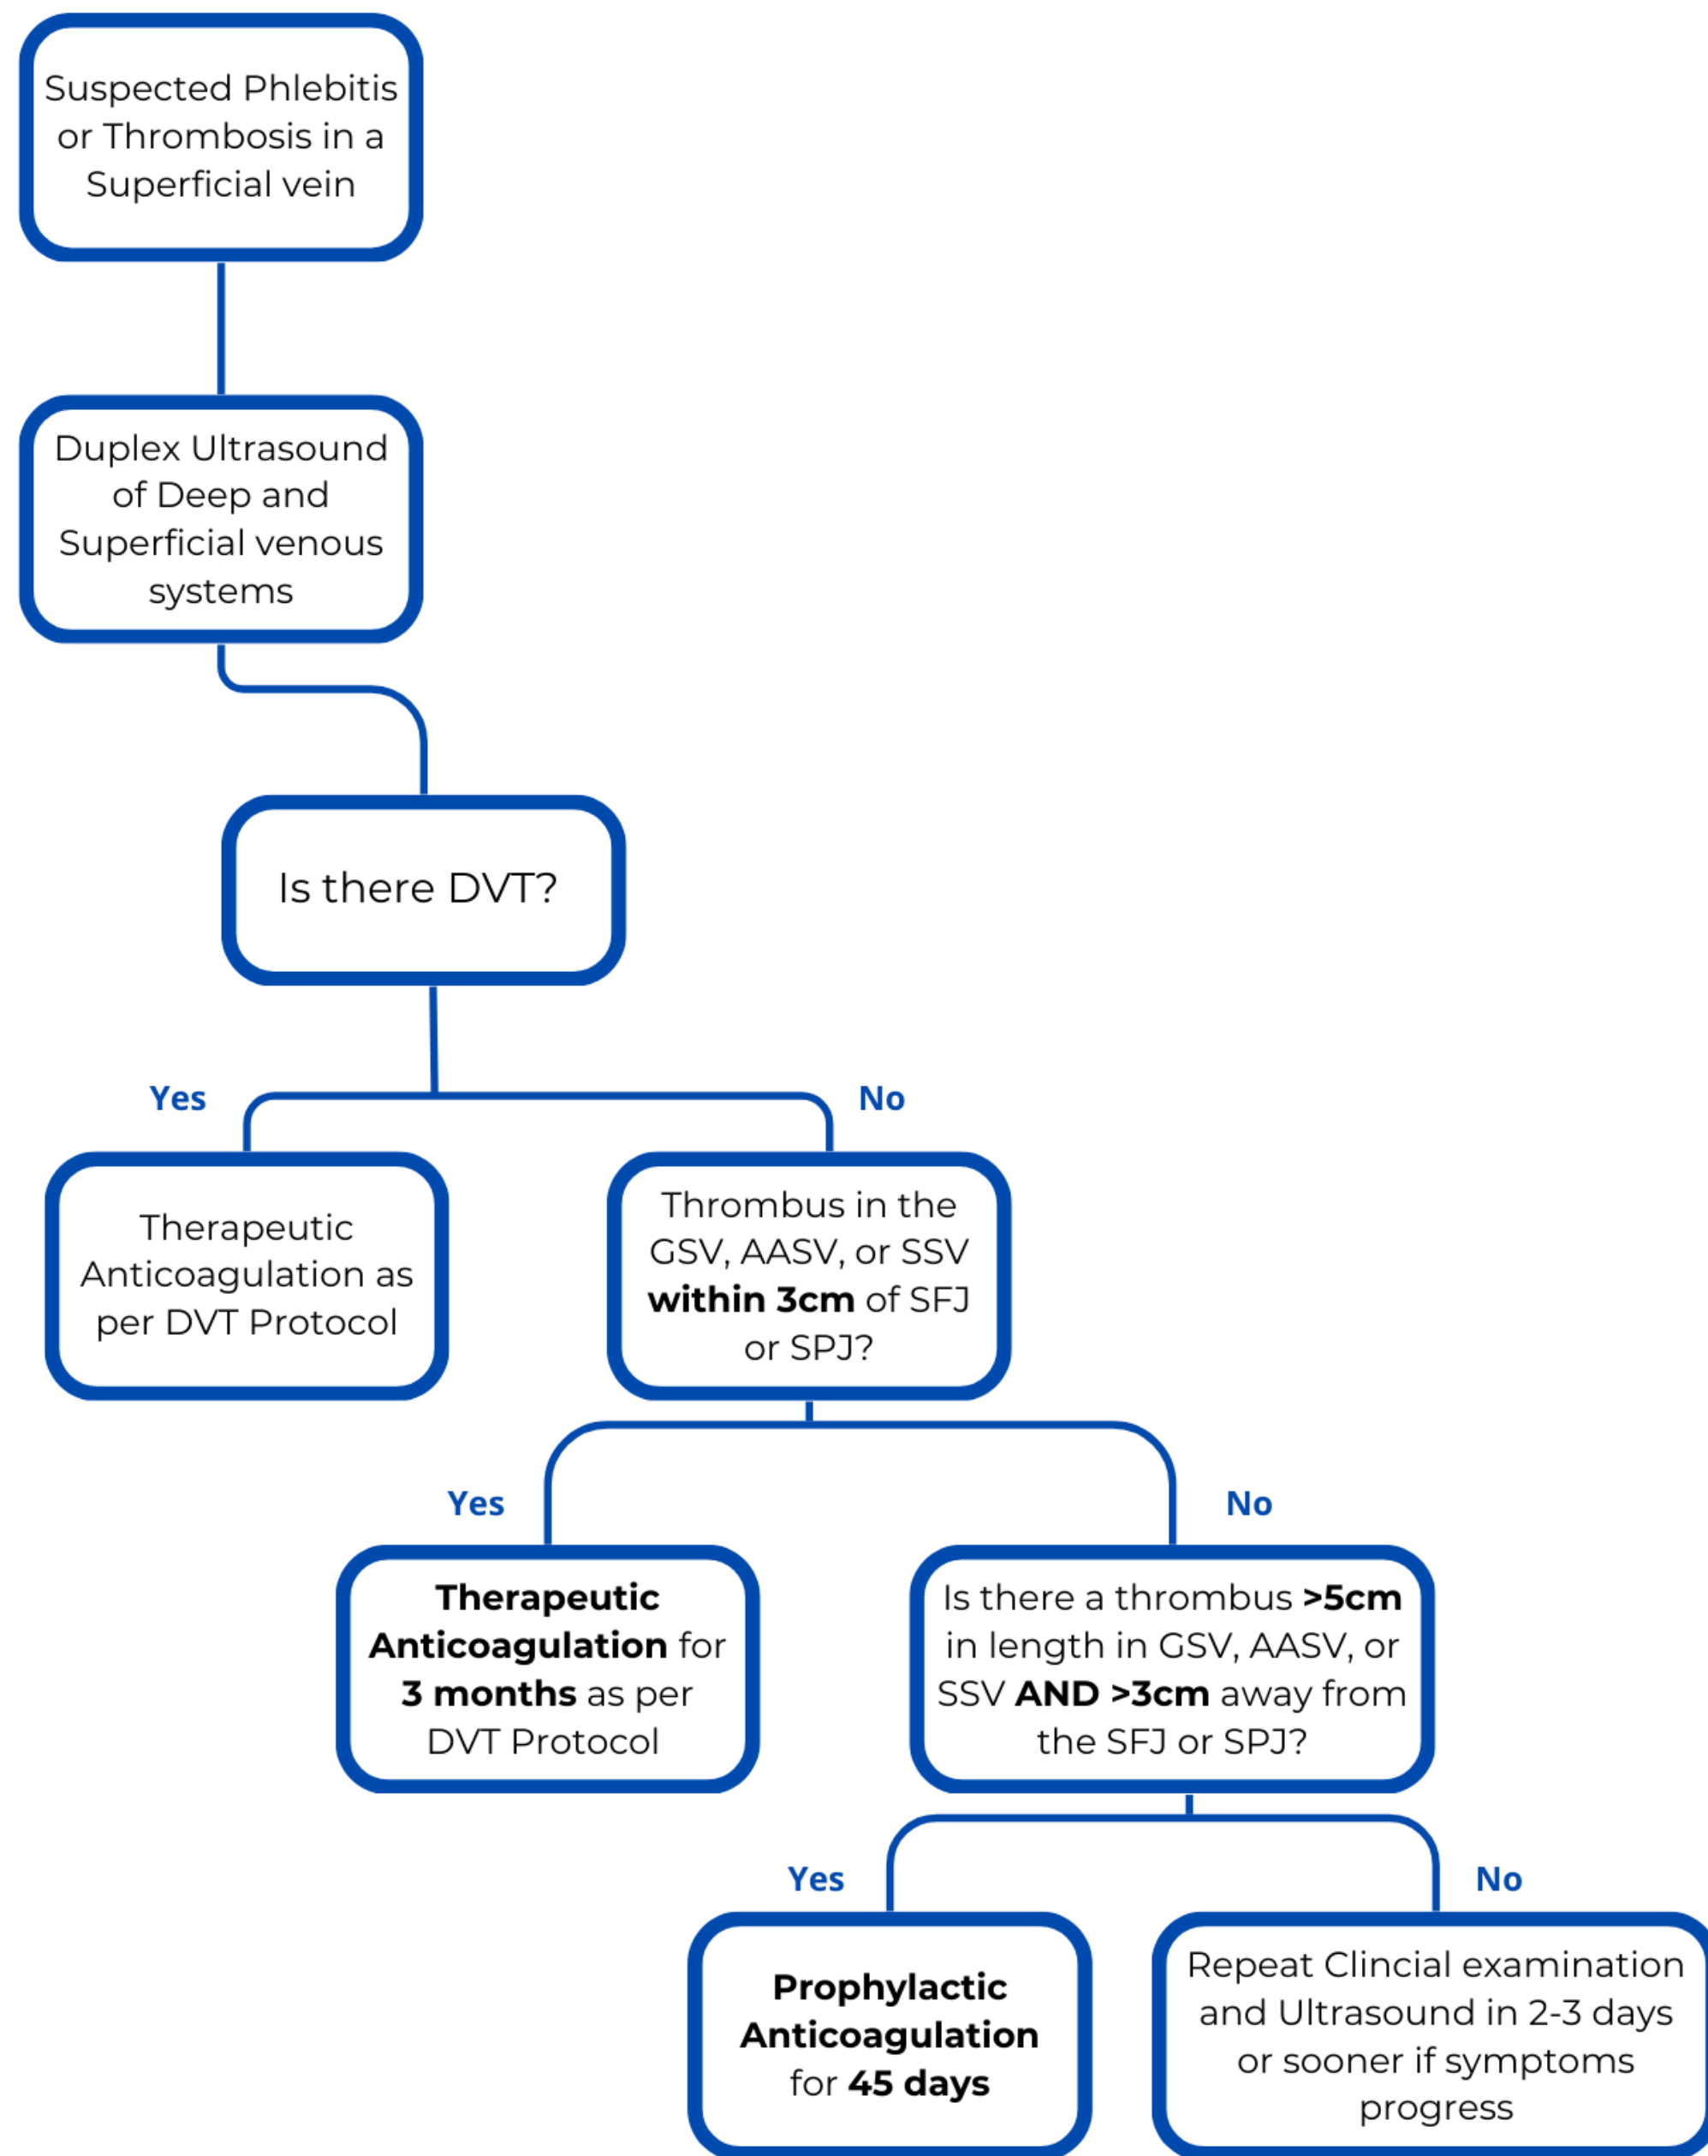 Suspected Phlebitis
or Thrombosis in a
Superficial vein
Duplex Ultrasound
of Deep and
Superficial venous
systems
Is there DVT?
Yes
No
Therapeutic
Anticoagulation as
per DVT Protocol
Thrombus in the
GSV, AASV, or SSV
within 3cm of SFJ
or SPJ?
Yes
No
Therapeutic
Anticoagulation for
3 months as per
DVT Protocol
Is there a thrombus >5cm
in length in GSV, AASV, or
SSV AND >3cm away from
the SFJ or SPJ?
Yes
No
Prophylactic
Anticoagulation
for 45 days
Repeat Clincial examination
and Ultrasound in 2-3 days
or sooner if symptoms
progress